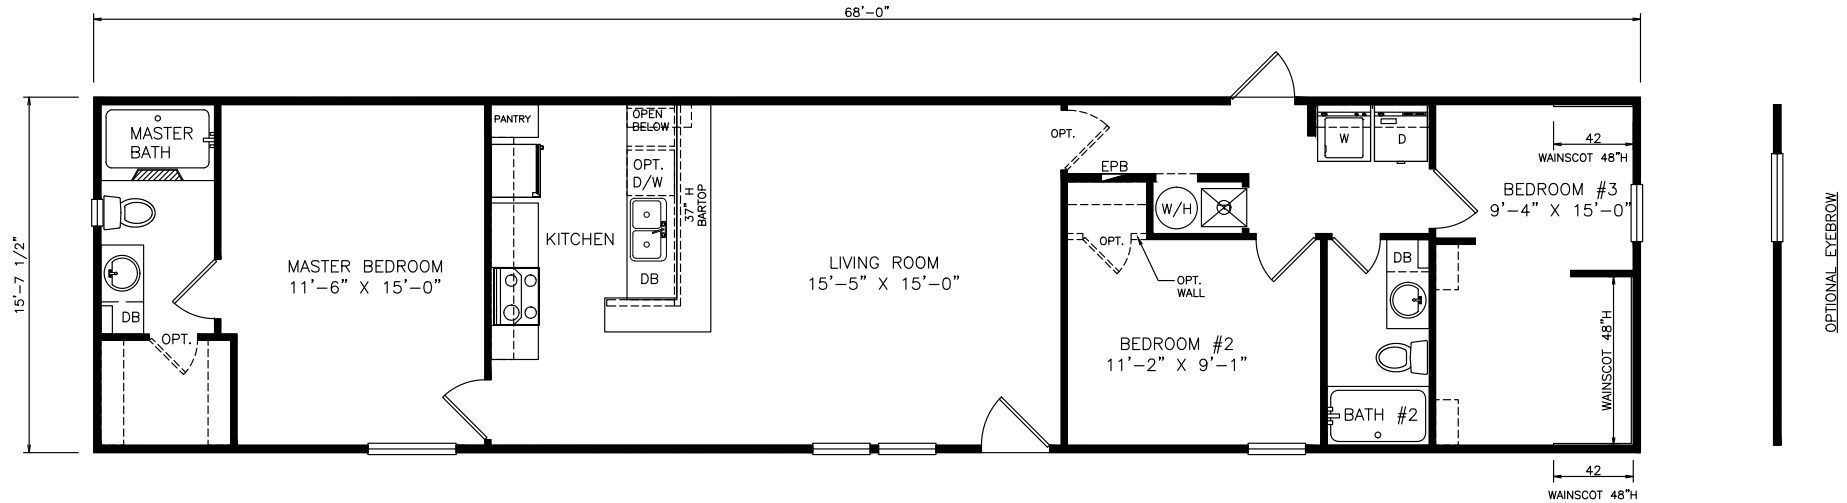 68'-0"
15'-7 1/2"
MASTER
BATH
DB
OPT.
MASTER BEDROOM
11'-6" X 15'-0"
PANTRY
KITCHEN
OPEN
BELOW
OPT.
D/W
DB
37" H
BARTOP
LIVING ROOM
15'-5" X 15'-0"
OPT.
EPB
W/H
OPT.
OPT.
WALL
BEDROOM #2
11'-2" X 9'-1"
W
D
DB
BATH #2
42
WAINSCOT 48"H
BEDROOM #3
9'-4" X 15'-0"
WAINSCOT 48"H
42
WAINSCOT 48"H
OPTIONAL EYEBROW